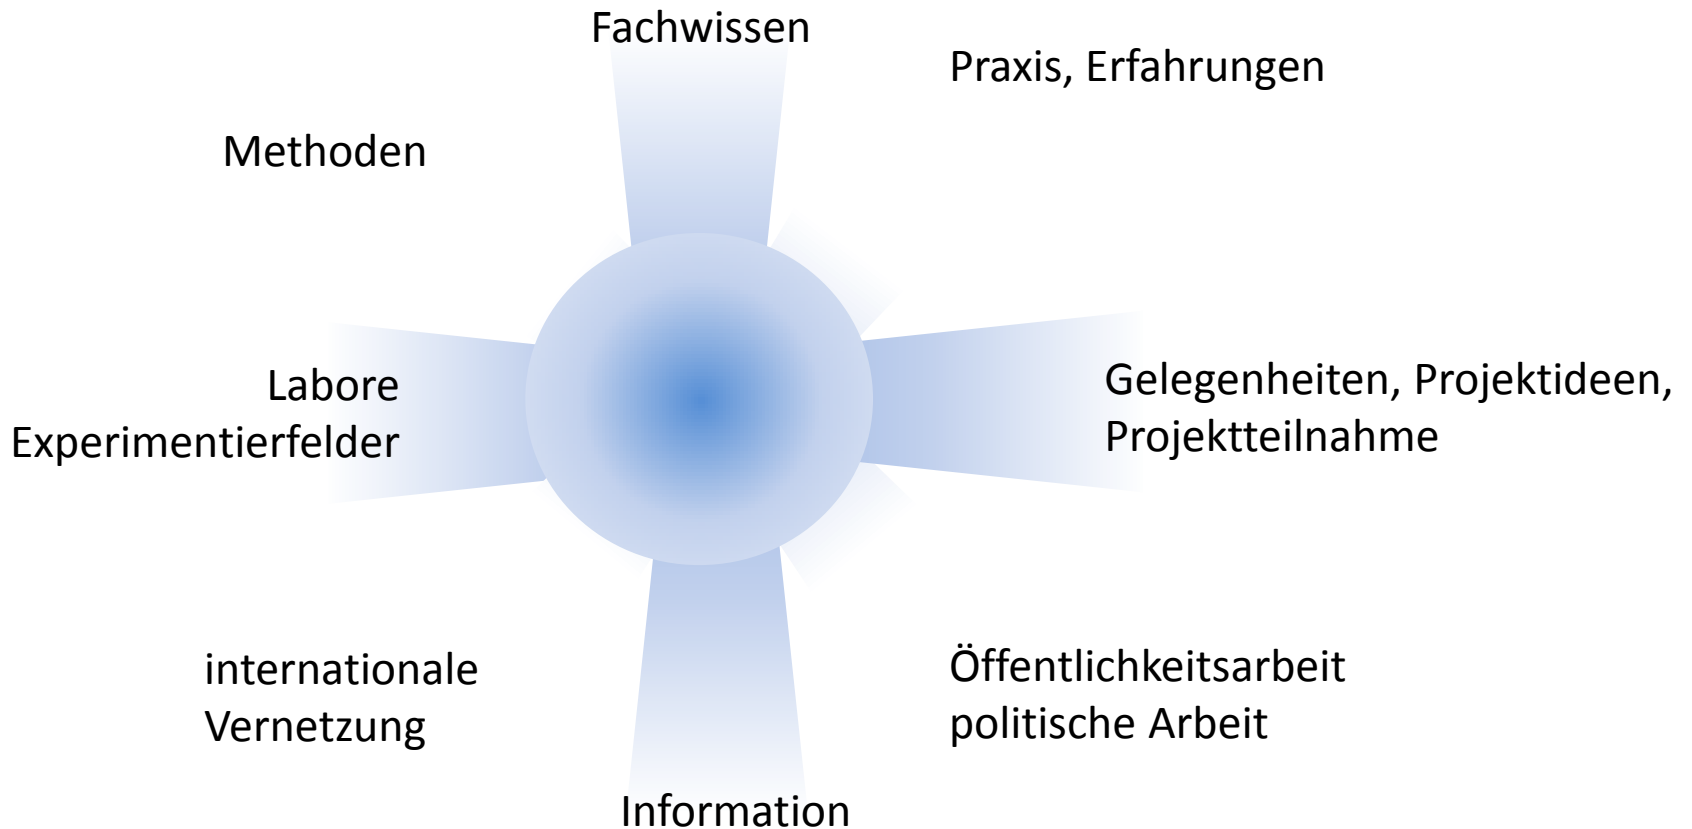 Fachwissen
Praxis, Erfahrungen
Methoden
Labore
Experimentierfelder
Gelegenheiten, Projektideen,
Projektteilnahme
internationale
Vernetzung
Öffentlichkeitsarbeit
politische Arbeit
Information